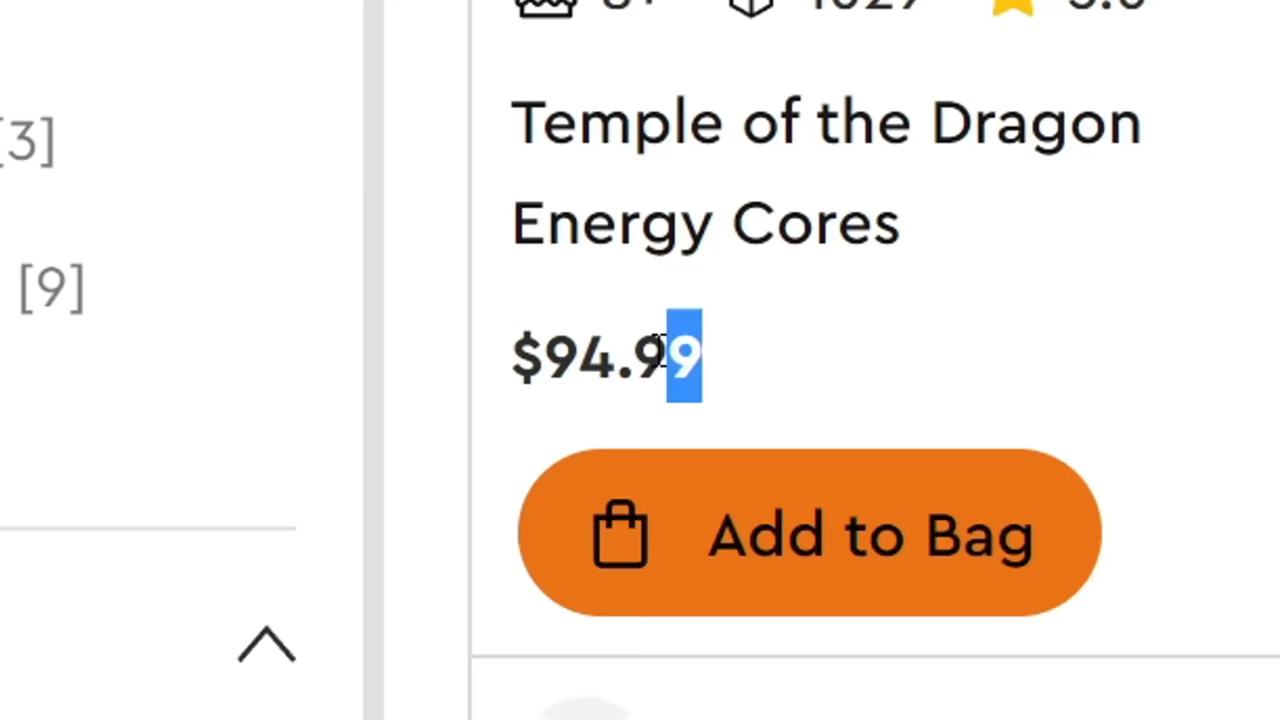 [3]
[9]
Temple of the Dragon
Energy Cores
$94.99
Add to Bag